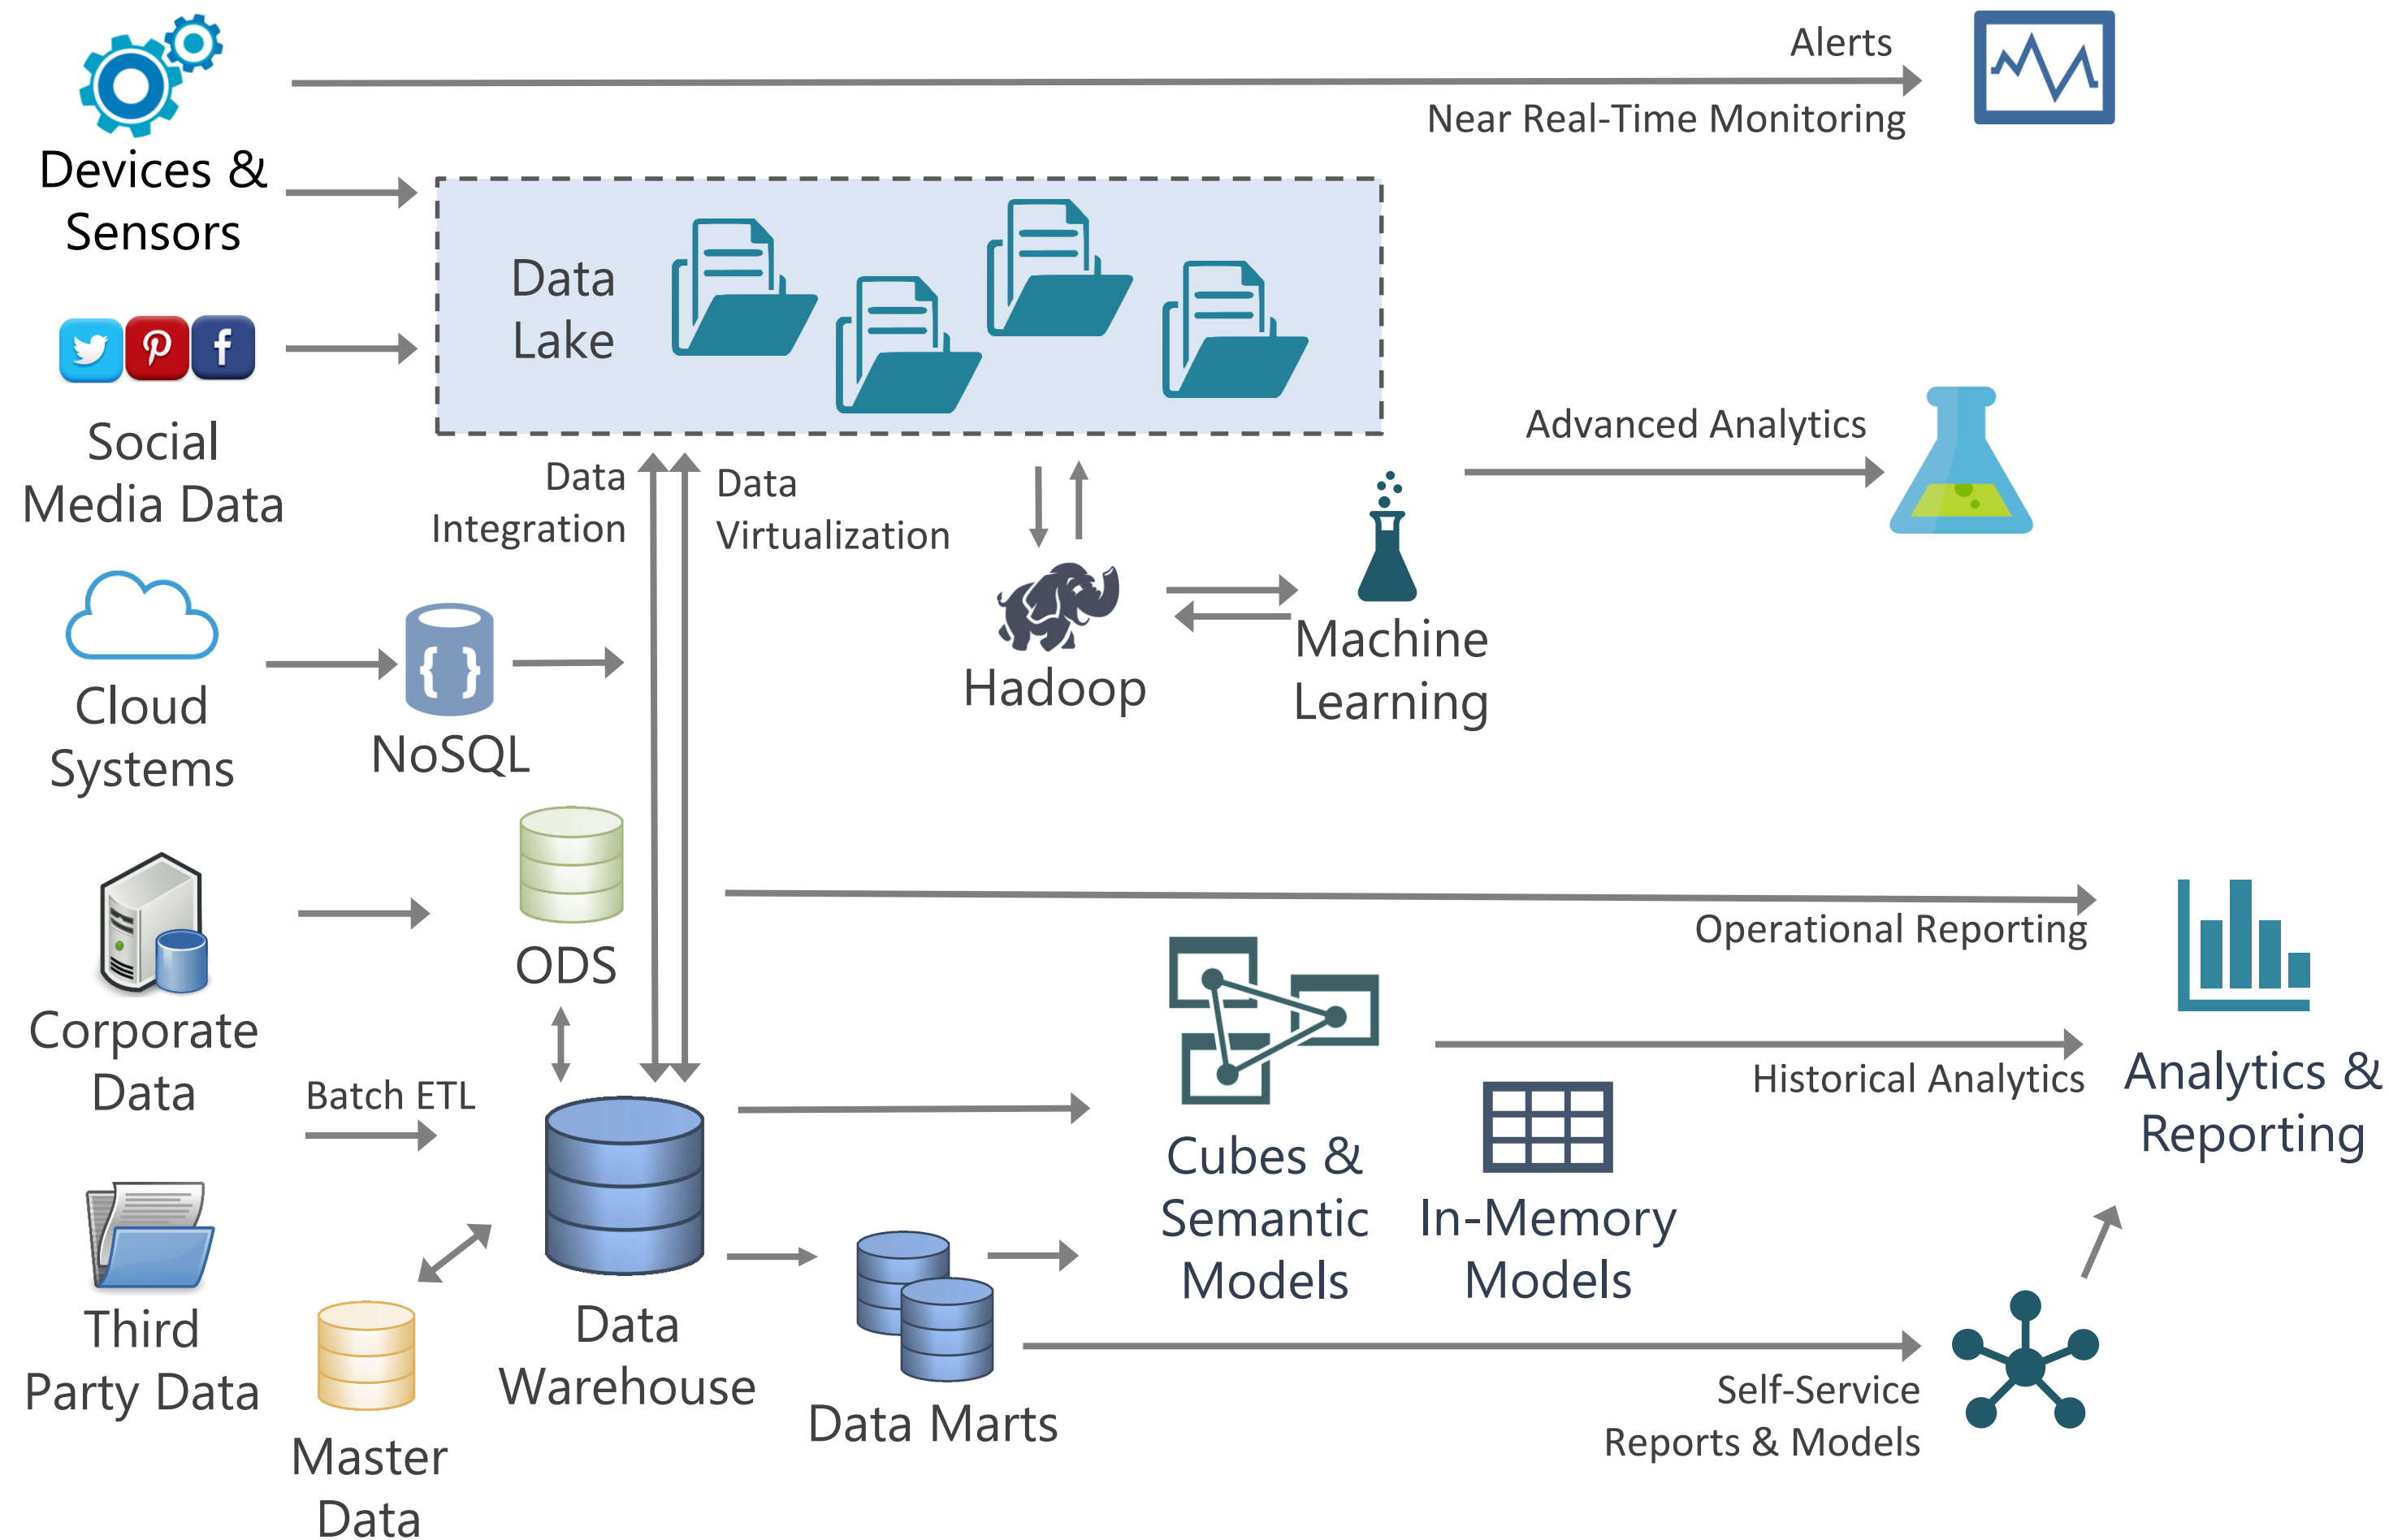 Alerts
Near Real-Time Monitoring
Devices &
Sensors
Data
Lake
Social
Media Data
Data
Integration
Data
Virtualization
Advanced Analytics
Cloud
Systems
NoSQL
Hadoop
Machine
Learning
ODS
Operational Reporting
Corporate
Data
Batch ETL
Historical Analytics
Analytics &
Reporting
Cubes &
Semantic
Models
In-Memory
Models
Third
Party Data
Master
Data
Data
Warehouse
Data Marts
Self-Service
Reports & Models